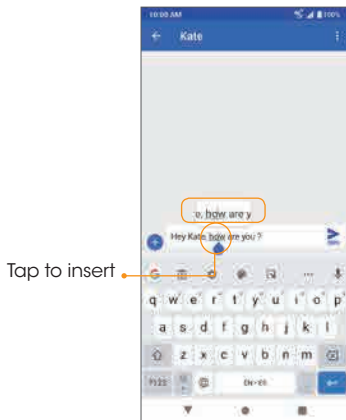 10:00 AM 100%
Kate
e, how are y
Hey Kate, how are you ?
Tap to insert
q w e r t y u i o p
a s d f g h j k l
z x c v b n m
?123 EN • ES